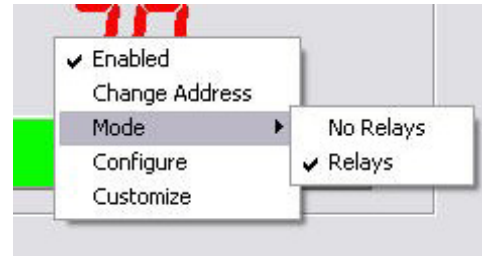 Enabled
Change Address
Mode
No Relays
Configure
Relays
Customize